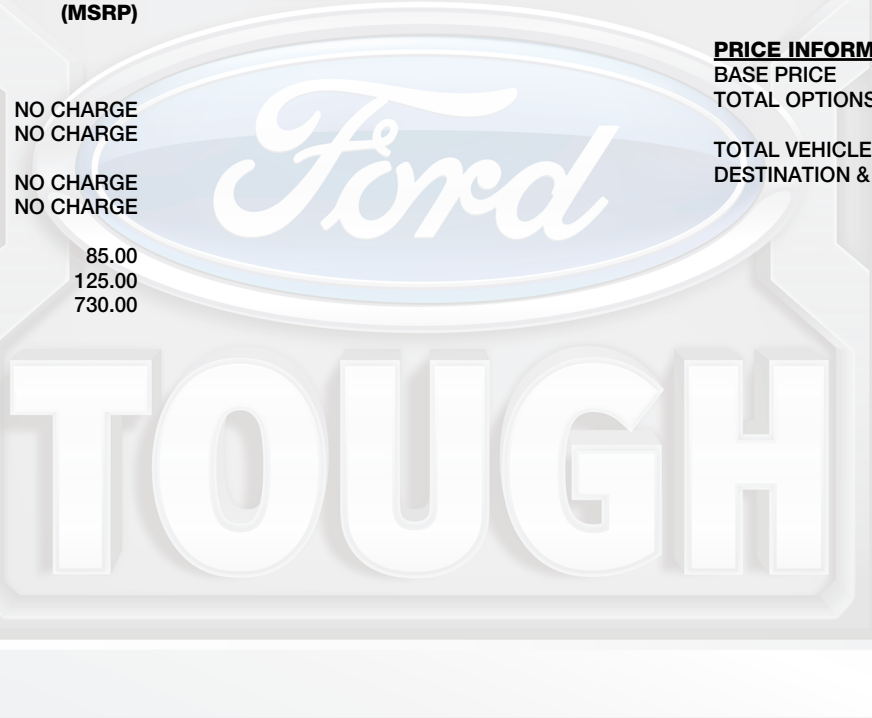 (MSRP)
NO CHARGE
NO CHARGE
NO CHARGE
NO CHARGE
85.00
125.00
730.00
PRICE INFORM
BASE PRICE
TOTAL OPTIONS
TOTAL VEHICLE
DESTINATION &
Ford
TOUGH